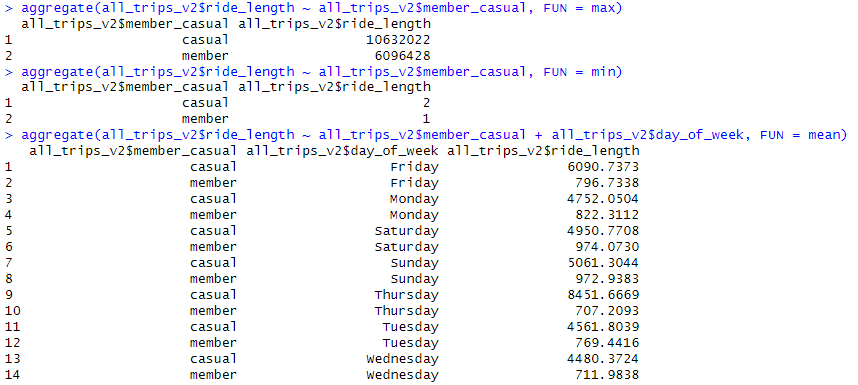 > aggregate(all_trips_v2$ride_length ~ all_trips_v2$member_casual, FUN = max)
  all_trips_v2$member_casual all_trips_v2$ride_length
1                     casual                 10632022
2                     member                  6096428
> aggregate(all_trips_v2$ride_length ~ all_trips_v2$member_casual, FUN = min)
  all_trips_v2$member_casual all_trips_v2$ride_length
1                     casual                        2
2                     member                        1
> aggregate(all_trips_v2$ride_length ~ all_trips_v2$member_casual + all_trips_v2$day_of_week, FUN = mean)
   all_trips_v2$member_casual all_trips_v2$day_of_week all_trips_v2$ride_length
1                      casual                   Friday                6090.7373
2                      member                   Friday                 796.7338
3                      casual                   Monday                4752.0504
4                      member                   Monday                 822.3112
5                      casual                 Saturday                4950.7708
6                      member                 Saturday                 974.0730
7                      casual                   Sunday                5061.3044
8                      member                   Sunday                 972.9383
9                      casual                 Thursday                8451.6669
10                     member                 Thursday                 707.2093
11                     casual                  Tuesday                4561.8039
12                     member                  Tuesday                 769.4416
13                     casual                Wednesday                4480.3724
14                     member                Wednesday                 711.9838